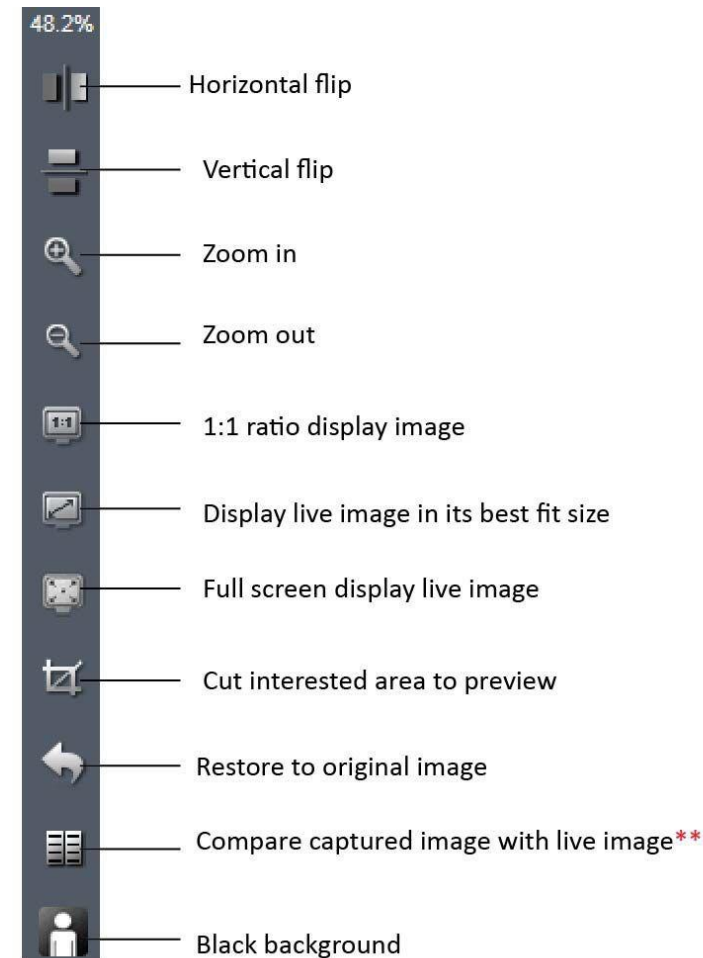 48.2%
Horizontal flip
Vertical flip
Zoom in
Zoom out
1:1
1:1 ratio display image
Display live image in its best fit size
Full screen display live image
Cut interested area to preview
Restore to original image
Compare captured image with live image**
Black background